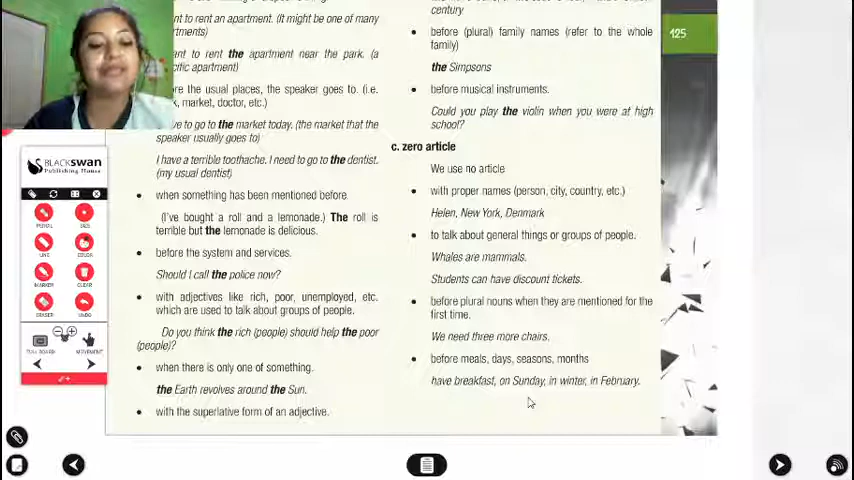 century
before (plural) family names (refer to the whole
family)
the Simpsons
before musical instruments.
Could you play the violin when you were at high
school?
c. zero article
We use no article
with proper names (person, city, country, etc.)
Helen, New York, Denmark
to talk about general things or groups of people.
Whales are mammals.
Students can have discount tickets.
before plural nouns when they are mentioned for the
first time.
We need three more chairs.
before meals, days, seasons, months
have breakfast, on Sunday, in winter, in February.
125
to rent an apartment. (It might be one of many
to rent the apartment near the park. (a
apartment)
the usual places, the speaker goes to. (i.e.
market, doctor, etc.)
to go to the market today. (the market that the
speaker usually goes to)
I have a terrible toothache. I need to go to the dentist.
(my usual dentist)
when something has been mentioned before
(I've bought a roll and a lemonade.) The roll is
terrible but the lemonade is delicious.
before the system and services.
Should I call the police now?
with adjectives like rich, poor, unemployed, etc.
which are used to talk about groups of people.
Do you think the rich (people) should help the poor
(people)?
when there is only one of something.
the Earth revolves around the Sun.
with the superlative form of an adjective.
BLACKSWAN
Publishing House
LINE
COLOR
MARKER
CLEAR
ERASER
UNDO
FULL BOARD
MOVEMENT